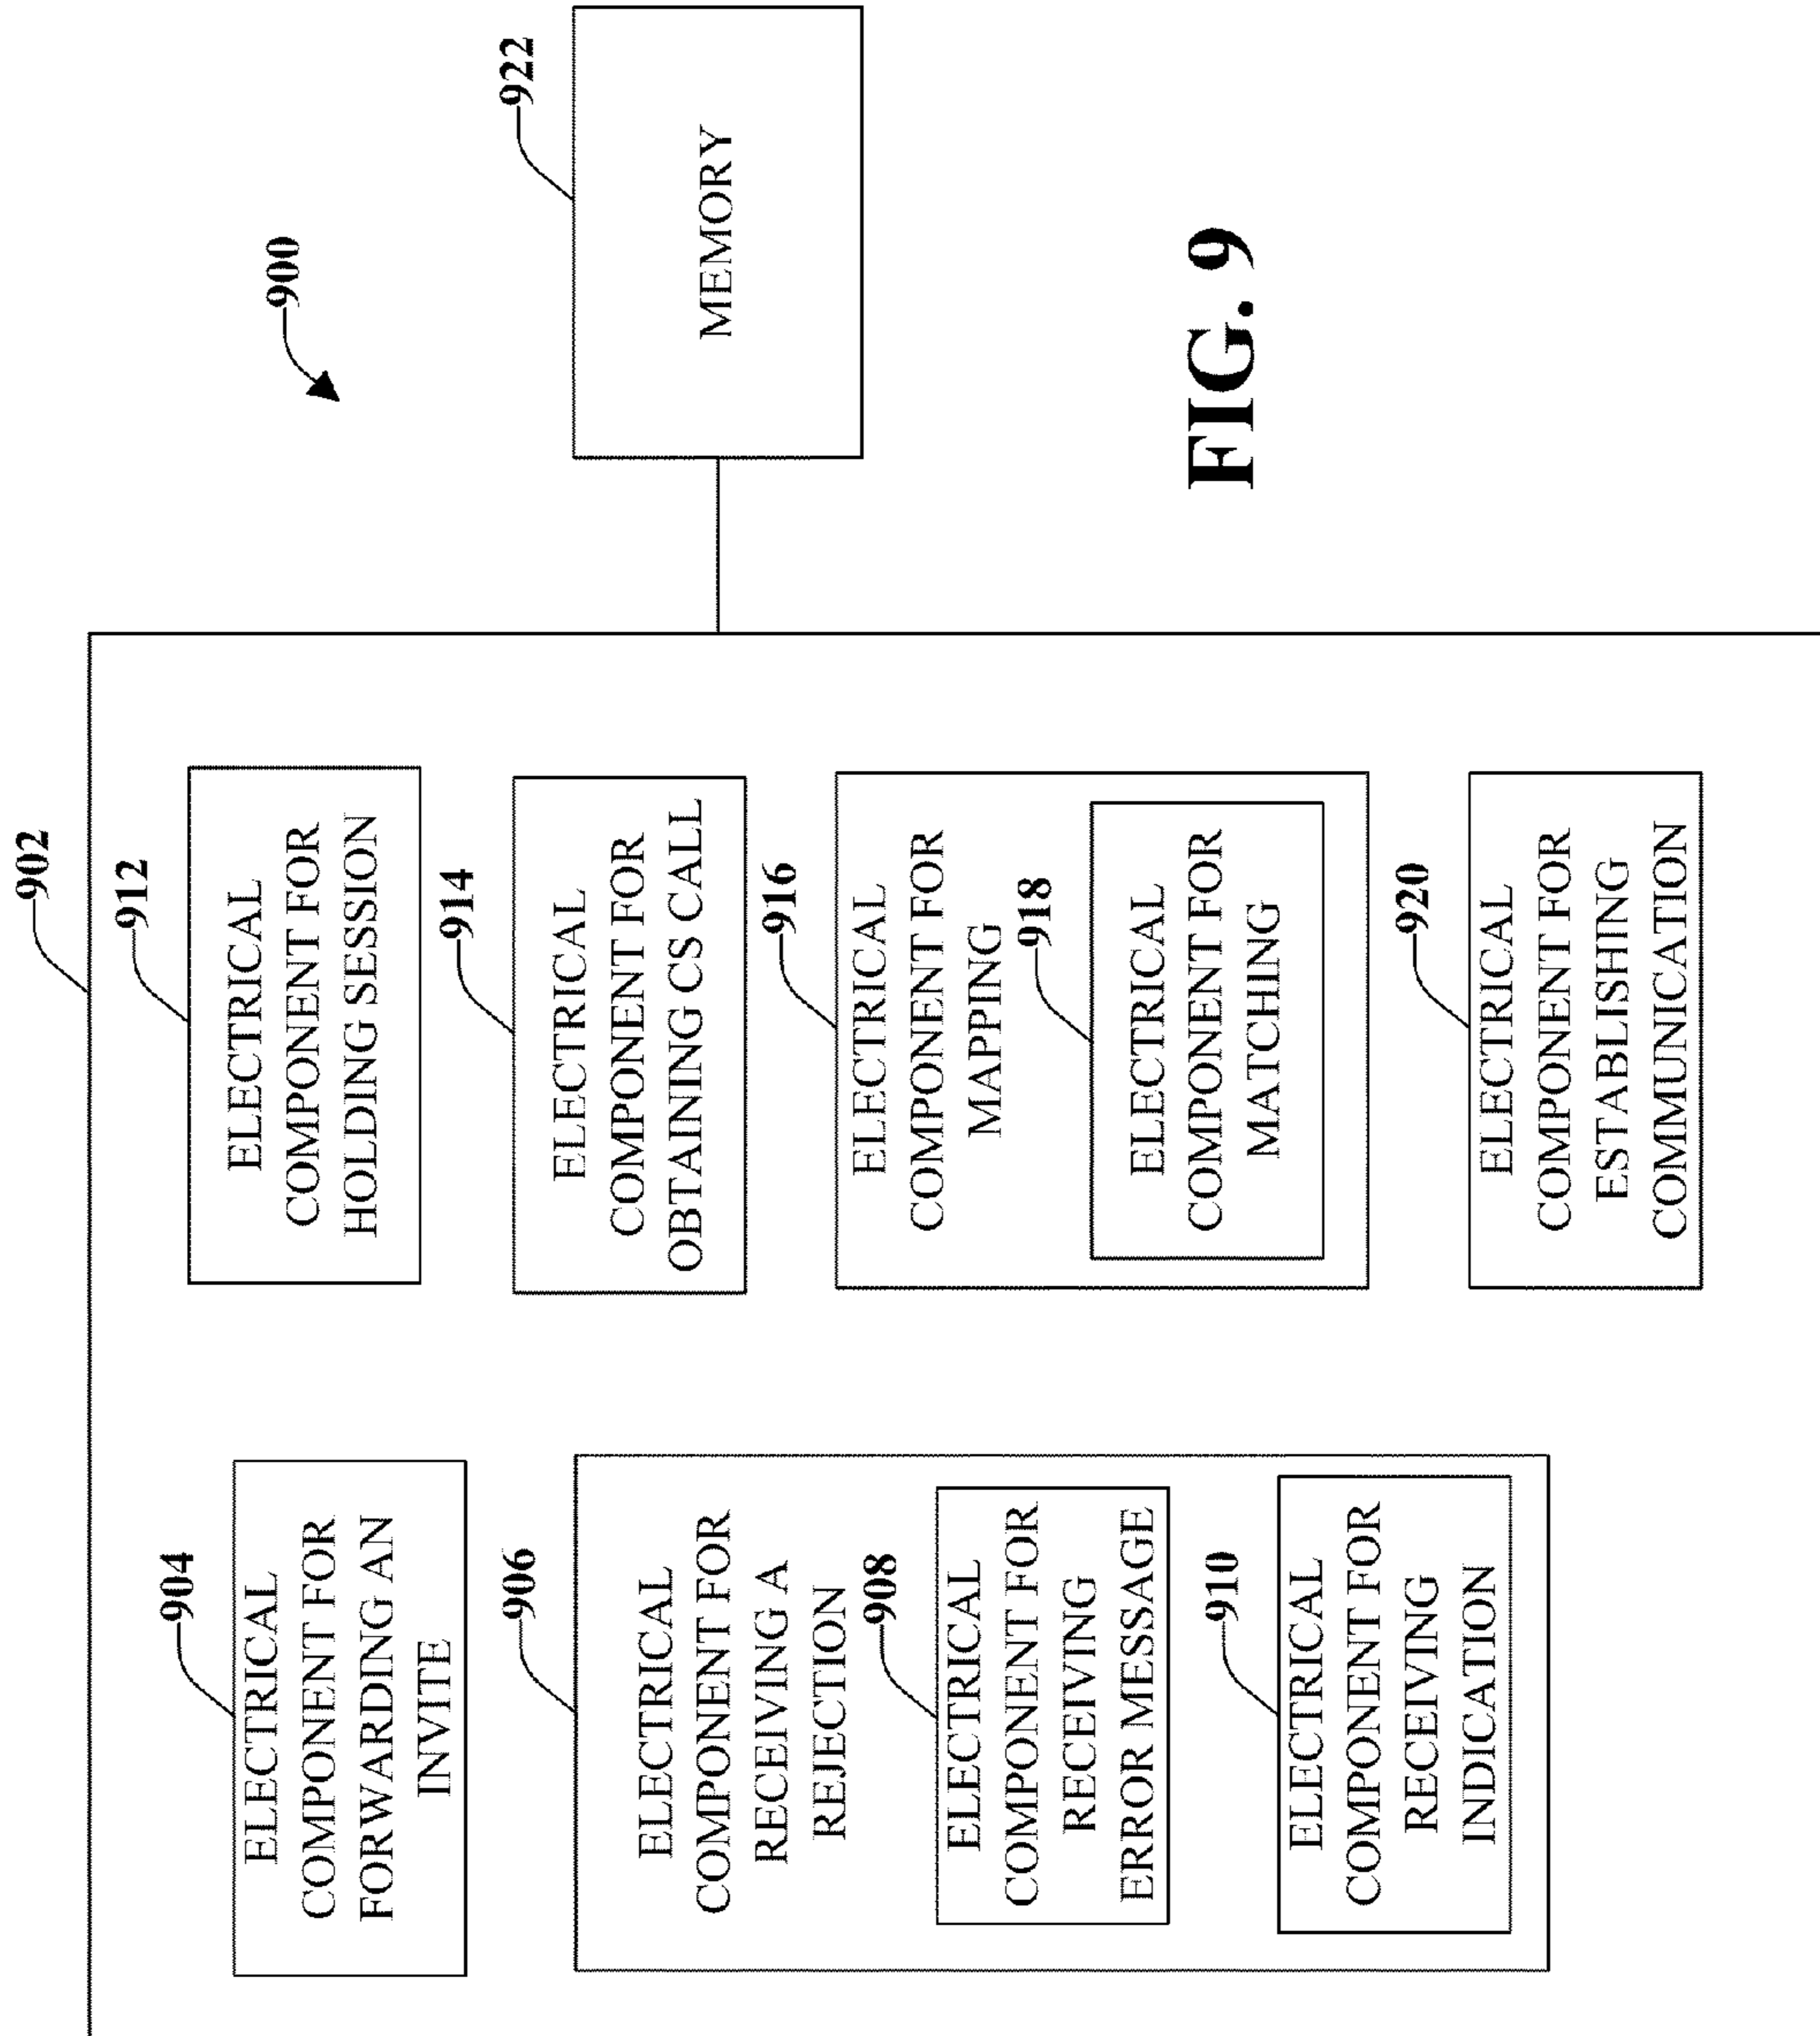 900
902
904
ELECTRICAL
COMPONENT FOR
FORWARDING AN
INVITE
906
ELECTRICAL
COMPONENT FOR
RECEIVING A
REJECTION
908
ELECTRICAL
COMPONENT FOR
RECEIVING
ERROR MESSAGE
910
ELECTRICAL
COMPONENT FOR
RECEIVING
INDICATION
912
ELECTRICAL
COMPONENT FOR
HOLDING SESSION
914
ELECTRICAL
COMPONENT FOR
OBTAINING CS CALL
916
ELECTRICAL
COMPONENT FOR
MAPPING
918
ELECTRICAL
COMPONENT FOR
MATCHING
920
ELECTRICAL
COMPONENT FOR
ESTABLISHING
COMMUNICATION
922
MEMORY
FIG. 9